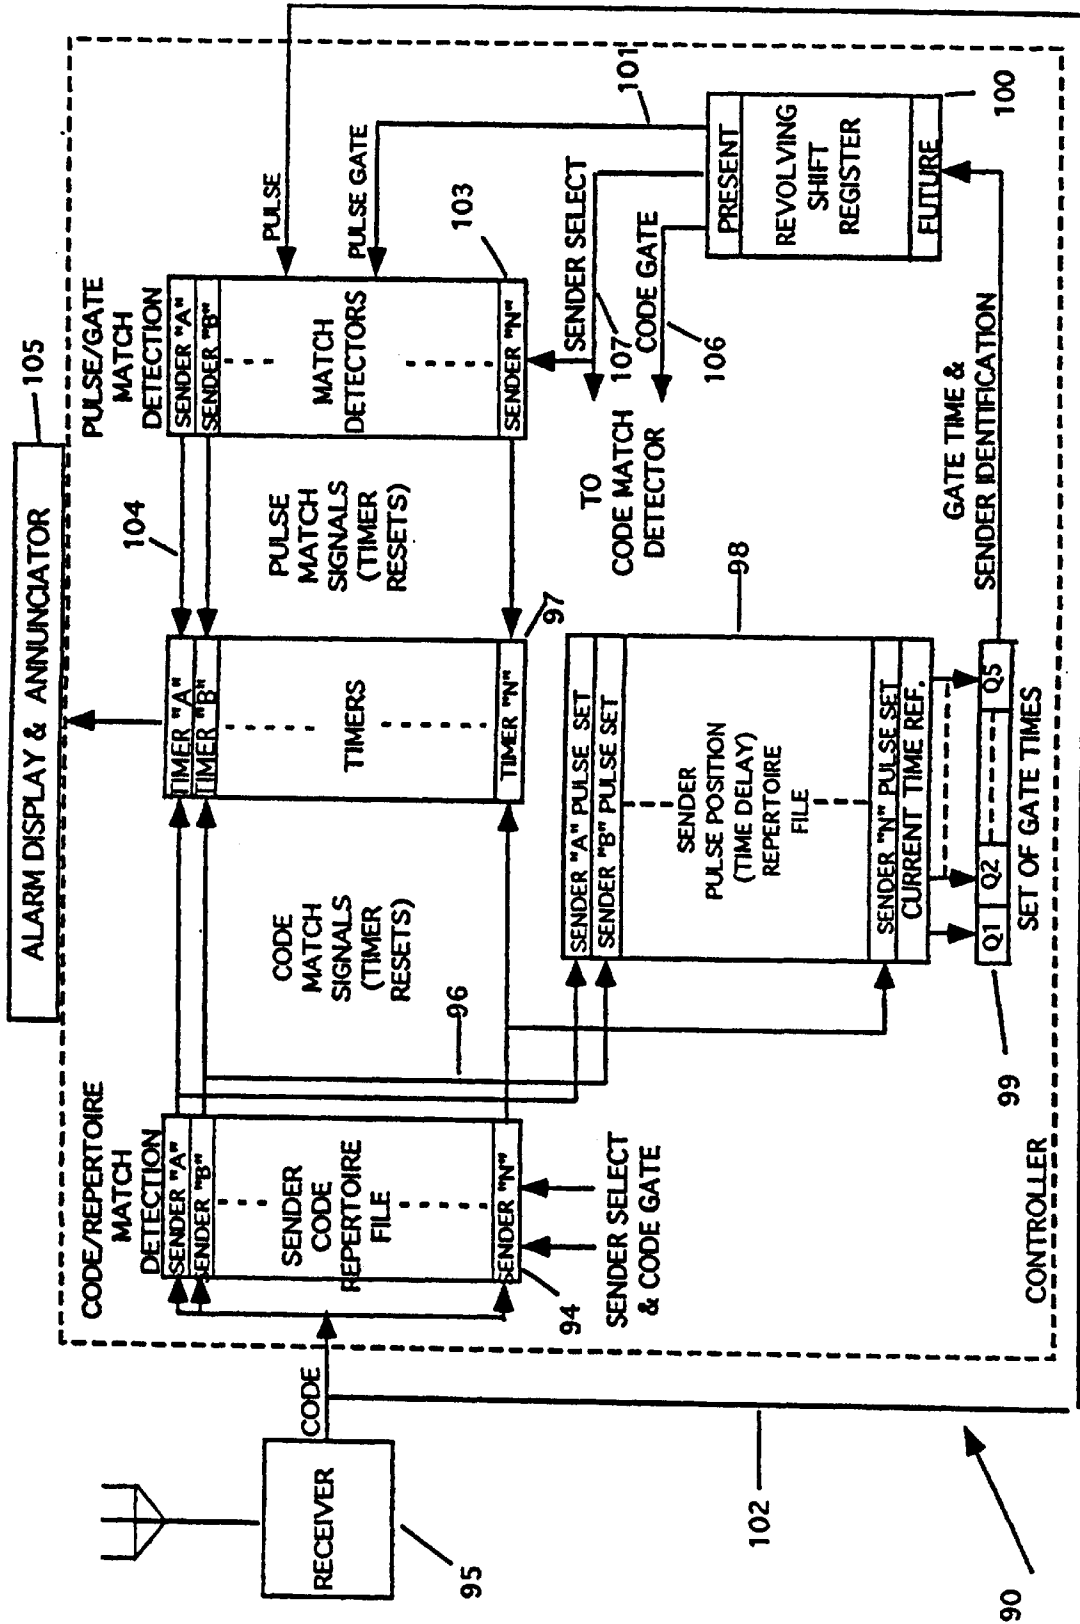 ALARM DISPLAY & ANNUNCIATOR
105
CODE/REPERTOIRE
MATCH
DETECTION
SENDER "A"
SENDER "B"
SENDER
CODE
REPERTOIRE
FILE
SENDER "N"
94
SENDER SELECT
& CODE GATE
RECEIVER
95
CODE
CODE
MATCH
SIGNALS
(TIMER
RESETS)
96
TIMER "A"
TIMER "B"
TIMERS
TIMER "N"
97
104
PULSE
MATCH
SIGNALS
(TIMER
RESETS)
PULSE/GATE
MATCH
DETECTION
SENDER "A"
SENDER "B"
MATCH
DETECTORS
SENDER "N"
103
PULSE
PULSE GATE
101
SENDER SELECT
107
CODE GATE
106
TO
CODE MATCH
DETECTOR
PRESENT
REVOLVING
SHIFT
REGISTER
FUTURE
100
98
SENDER "A" PULSE SET
SENDER "B" PULSE SET
SENDER
PULSE POSITION
(TIME DELAY)
REPERTOIRE
FILE
SENDER "N" PULSE SET
CURRENT TIME REF.
Q1
Q2
Q5
99
SET OF GATE TIMES
GATE TIME &
SENDER IDENTIFICATION
CONTROLLER
102
90